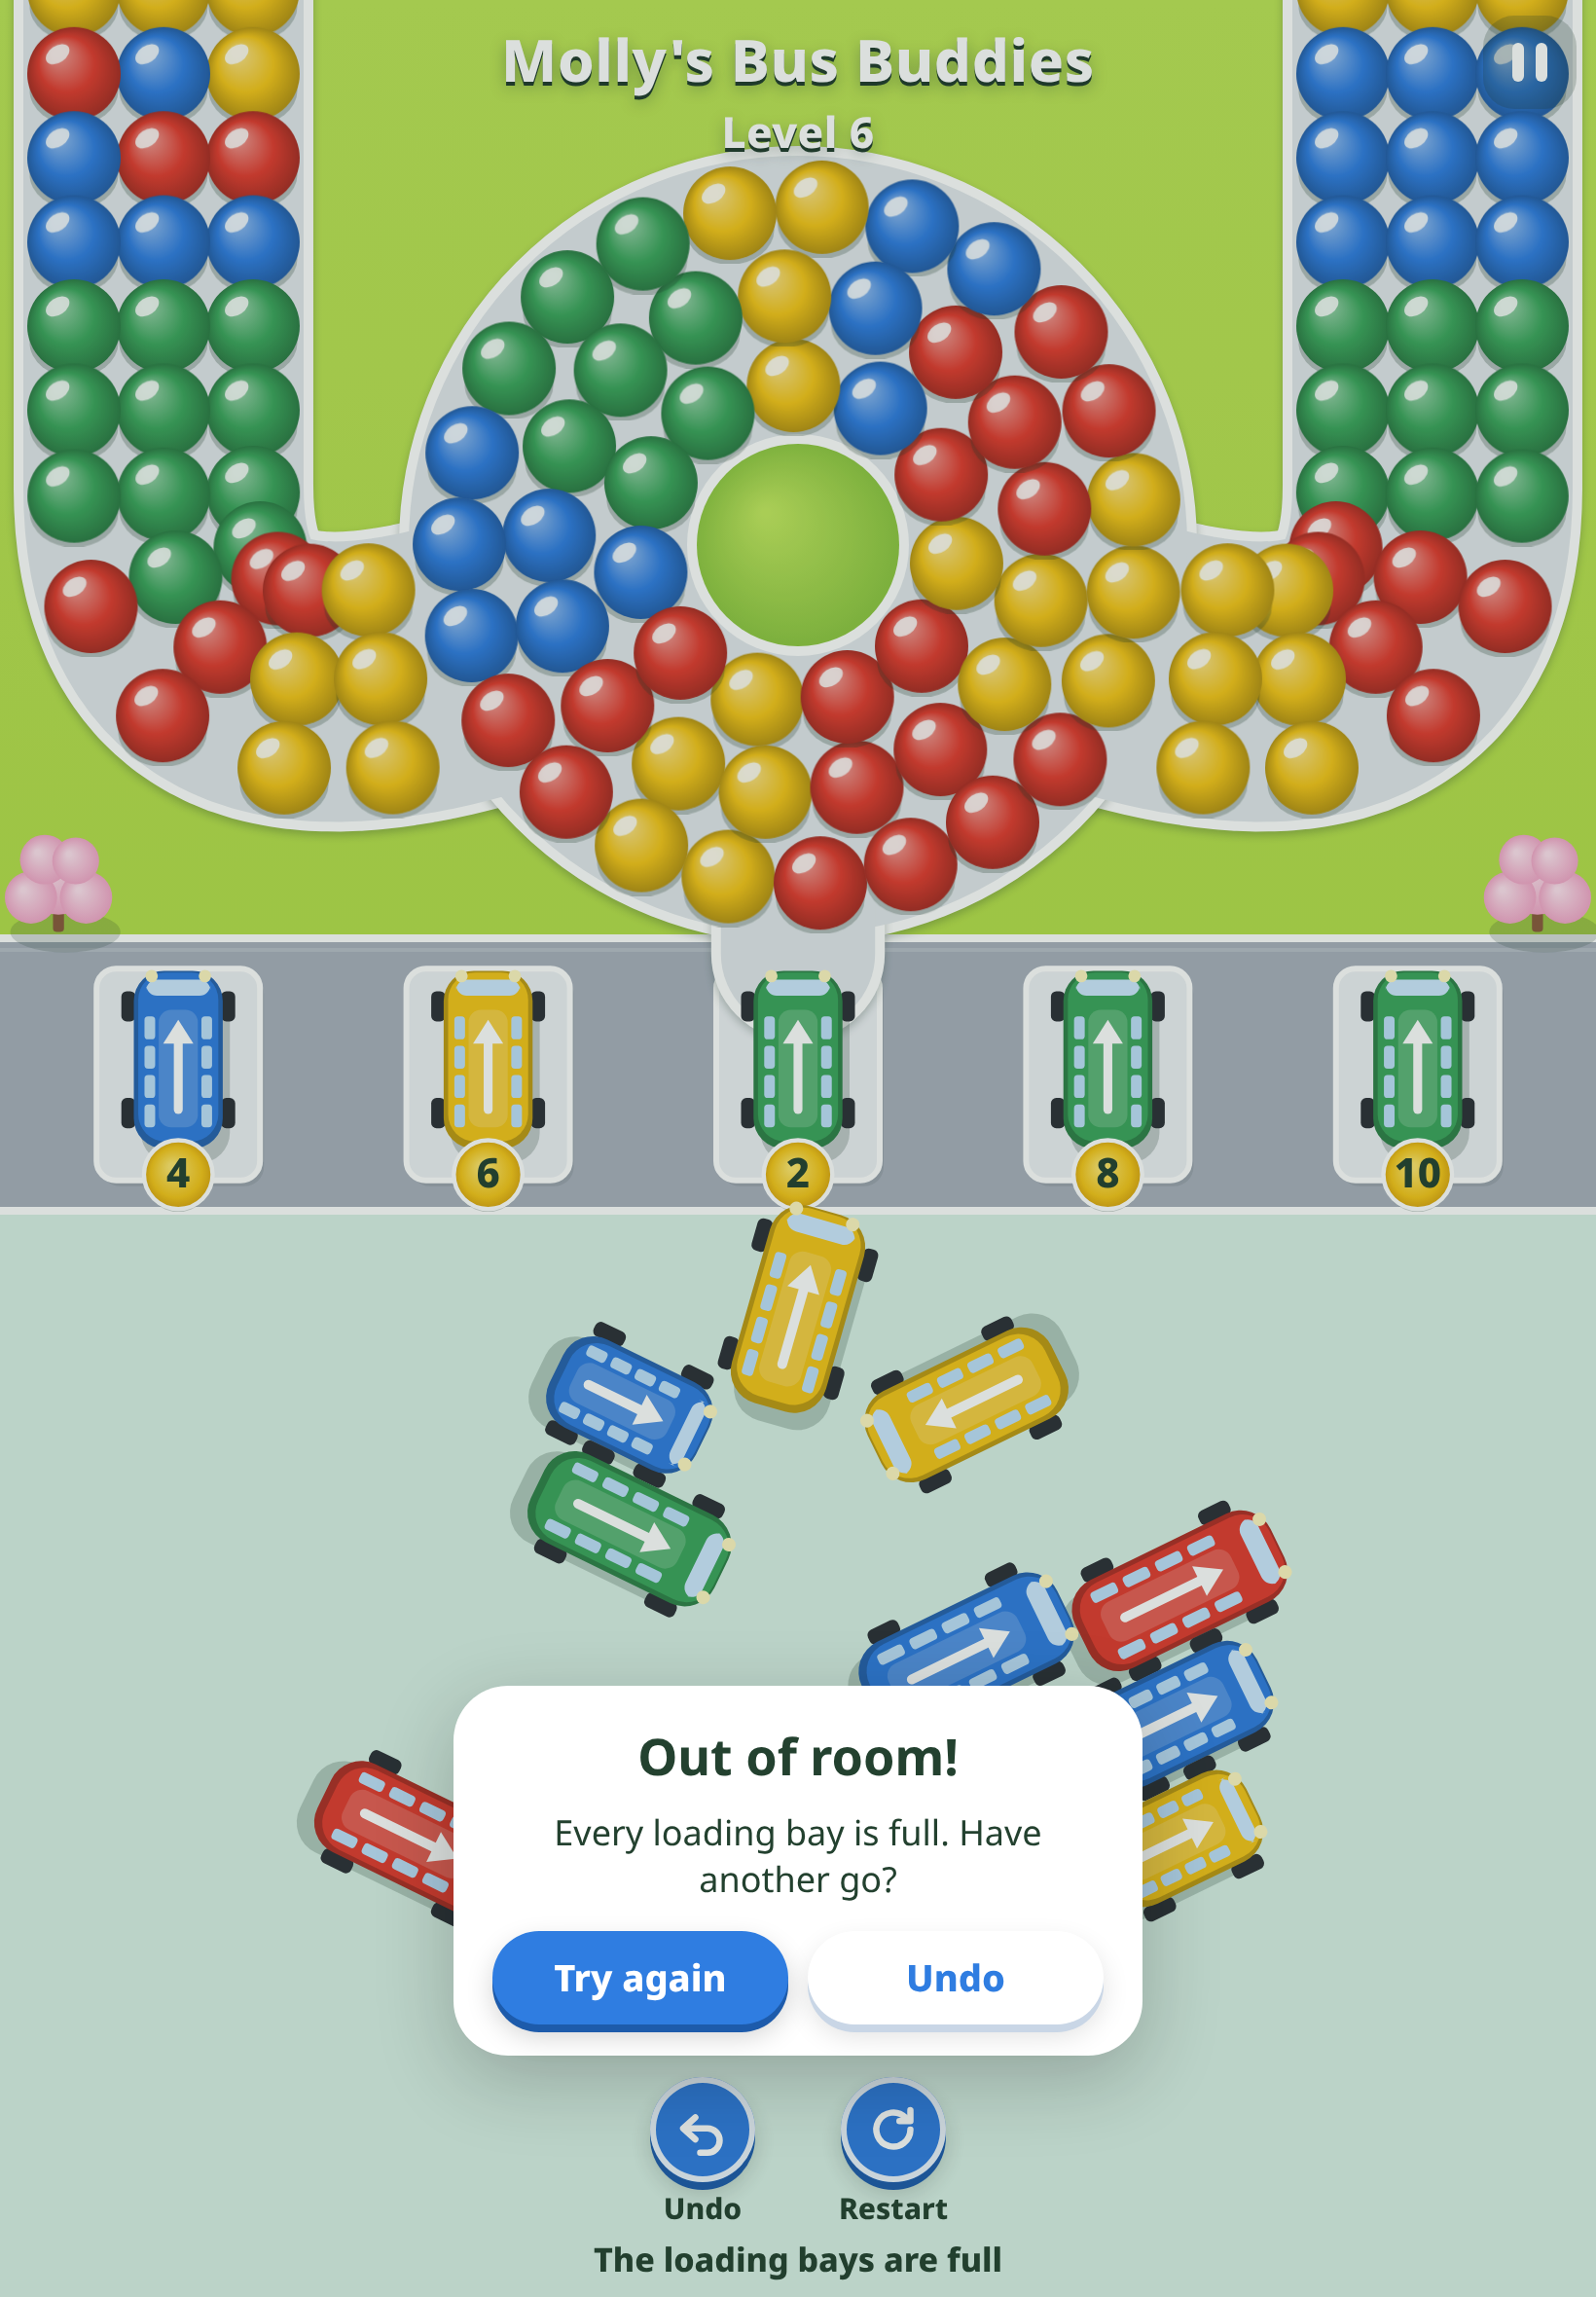 Molly's Bus Buddies
Level 6
4 6 2 8 10
Out of room!
Every loading bay is full. Have
another go?
Try again Undo
Undo Restart
The loading bays are full